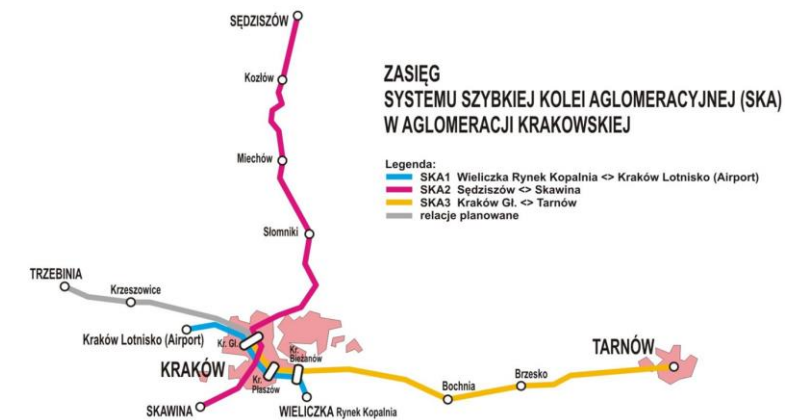 SĘDZISZÓW
Kozłów
Miechów
Słomniki
ZASIĘG
SYSTEMU SZYBKIEJ KOLEI AGLOMERACYJNEJ (SKA)
W AGLOMERACJI KRAKOWSKIEJ
Legenda:
SKA1 Wieliczka Rynek Kopalnia <> Kraków Lotnisko (Airport)
SKA2 Sędziszów <> Skawina
SKA3 Kraków Gł. <> Tarnów
relacje planowane
TRZEBINIA
Krzeszowice
Kraków Lotnisko (Airport)
Kr. Gł.
KRAKÓW
Kr.
Bieżanów
Kr.
Płaszów
SKAWINA
WIELICZKA Rynek Kopalnia
Bochnia
Brzesko
TARNÓW